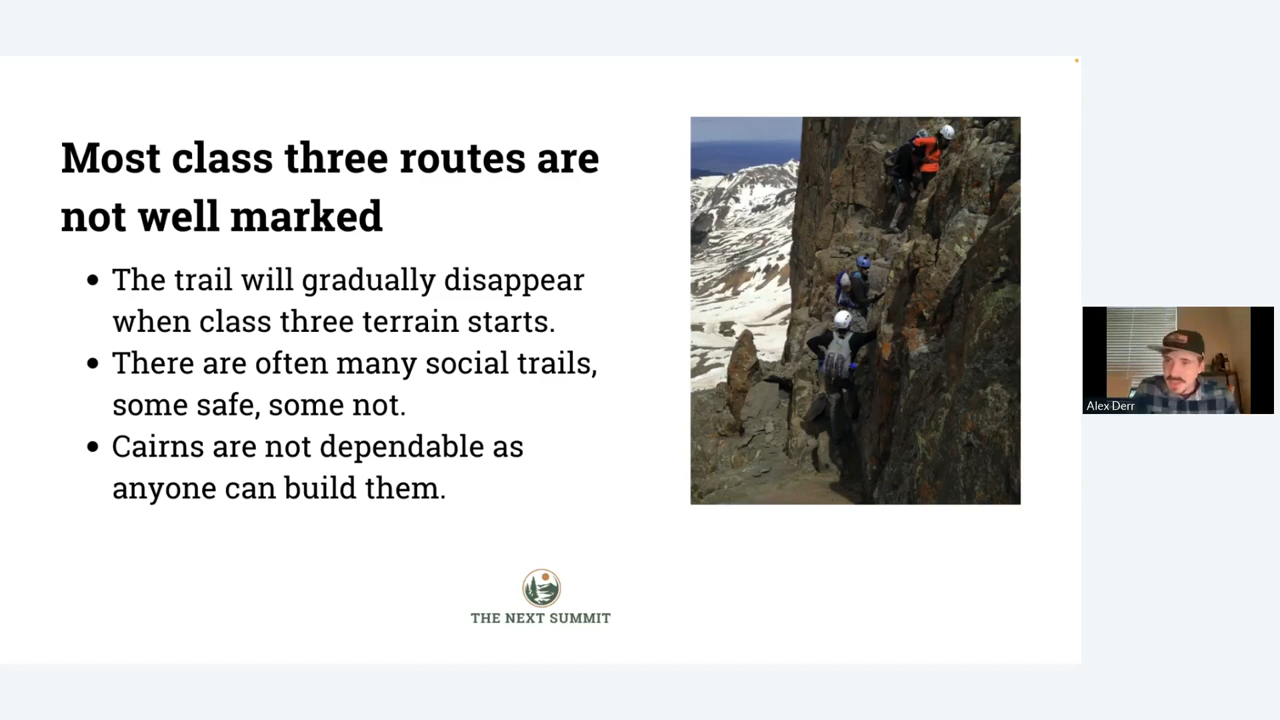 Most class three routes are
not well marked
• The trail will gradually disappear
when class three terrain starts.
• There are often many social trails,
some safe, some not.
• Cairns are not dependable as
anyone can build them.
Alex Derr
THE NEXT SUMMIT